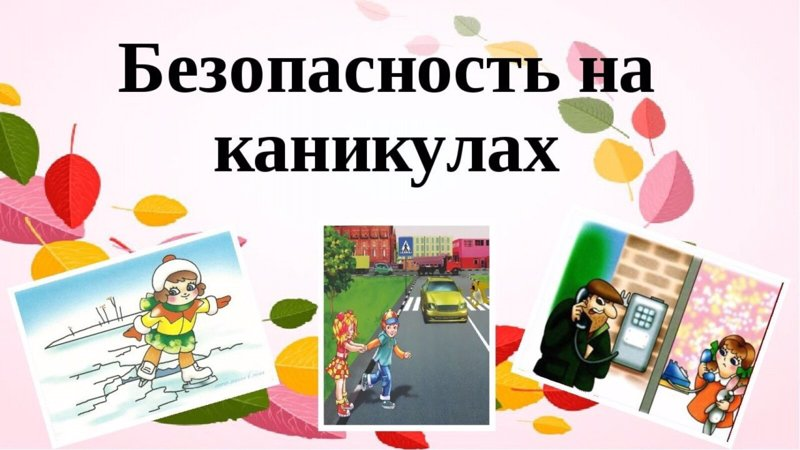 Безопасность на
каникулах